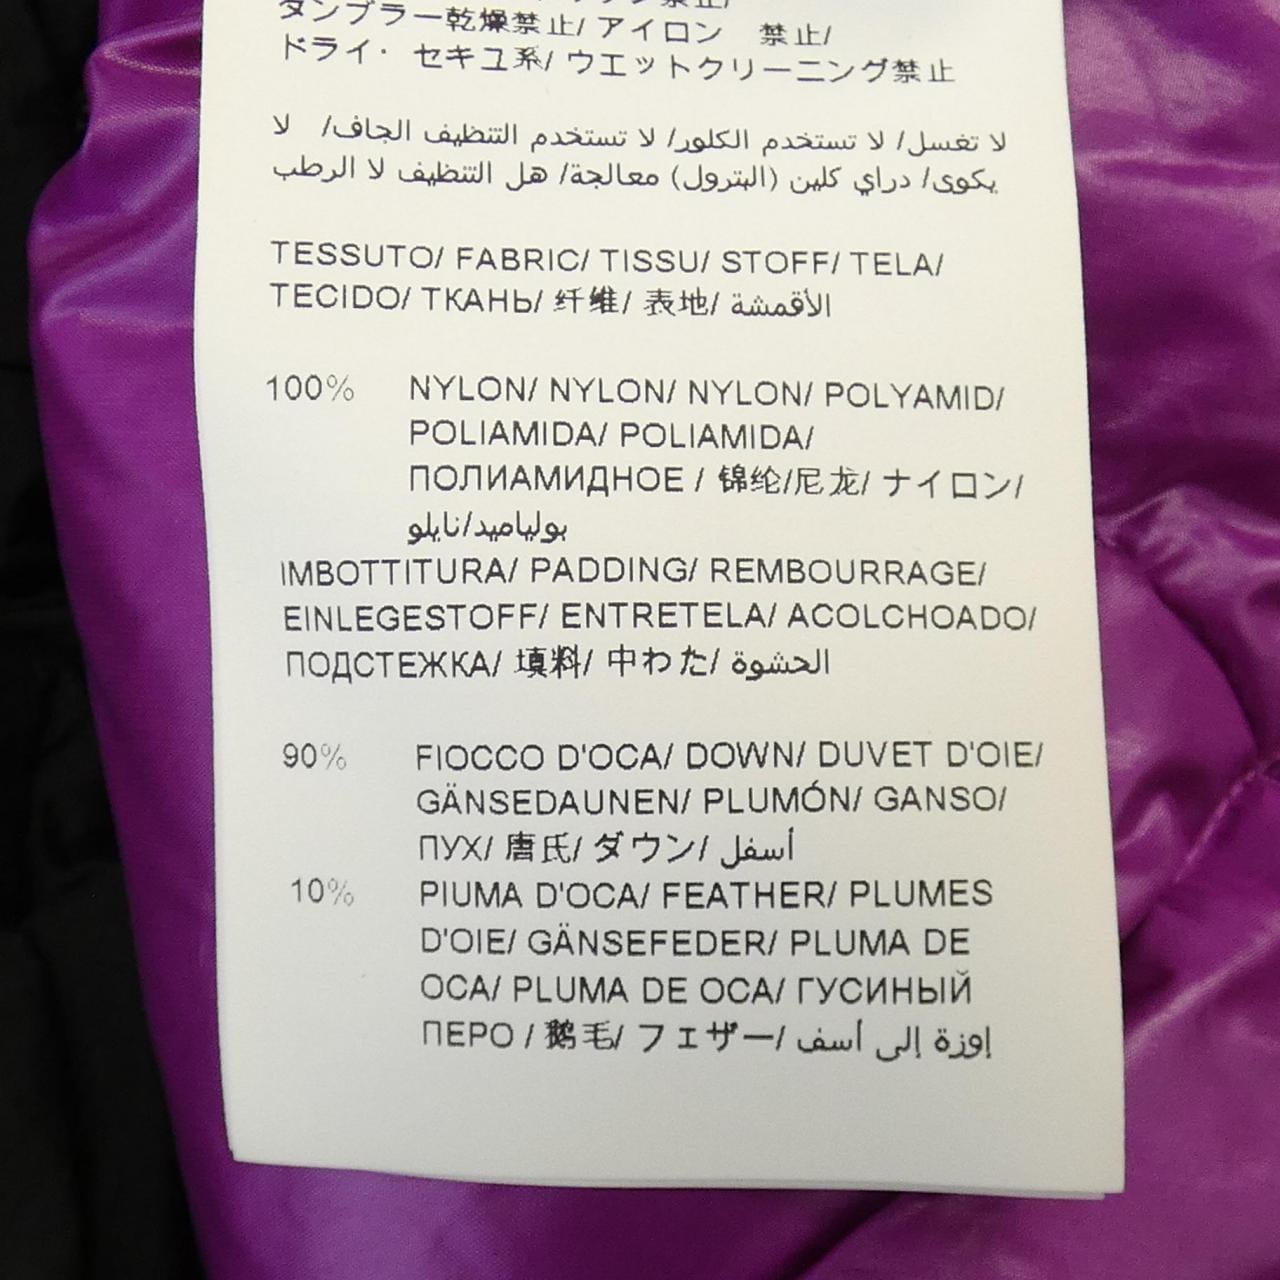 タンブラー乾燥禁止/ アイロン 禁止/
ドライ・セキユ系/ ウエットクリーニング禁止
لا تغسل/ لا تستخدم الكلور/ لا تستخدم التنظيف الجاف/ لا
يكوى/ دراي كلين (البترول) معالجة/ هل التنظيف لا الرطب
TESSUTO/ FABRIC/ TISSU/ STOFF/ TELA/
TECIDO/ ТКАНЬ/ 纤维/ 表地/ الأقمشة
100% NYLON/ NYLON/ NYLON/ POLYAMID/
POLIAMIDA/ POLIAMIDA/
ПОЛИАМИДНОЕ / 锦纶/尼龙/ ナイロン/
بولياميد/نايلو
IMBOTTITURA/ PADDING/ REMBOURRAGE/
EINLEGESTOFF/ ENTRETELA/ ACOLCHOADO/
ПОДСТЕЖКА/ 填料/ 中わた/ الحشوة
90% FIOCCO D'OCA/ DOWN/ DUVET D'OIE/
GÄNSEDAUNEN/ PLUMÓN/ GANSO/
ПУХ/ 唐氏/ ダウン/ أسفل
10% PIUMA D'OCA/ FEATHER/ PLUMES
D'OIE/ GÄNSEFEDER/ PLUMA DE
OCA/ PLUMA DE OCA/ ГУСИНЫЙ
ПЕРО / 鹅毛/ フェザー/ إوزة إلى أسف